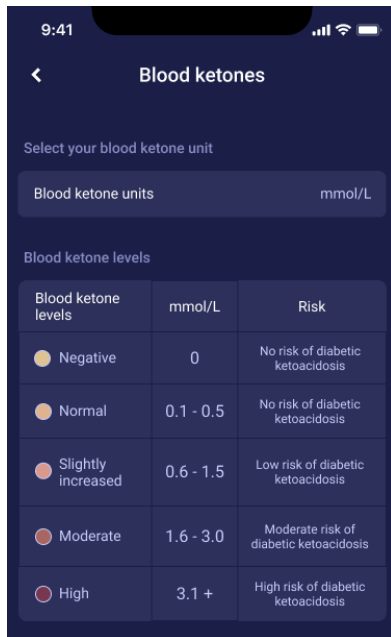 9:41
Blood ketones
Select your blood ketone unit
Blood ketone units mmol/L
Blood ketone levels
Blood ketone
levels
mmol/L
Risk
Negative
0
No risk of diabetic
ketoacidosis
Normal
0.1 - 0.5
No risk of diabetic
ketoacidosis
Slightly
increased
0.6 - 1.5
Low risk of diabetic
ketoacidosis
Moderate
1.6 - 3.0
Moderate risk of
diabetic ketoacidosis
High
3.1 +
High risk of diabetic
ketoacidosis